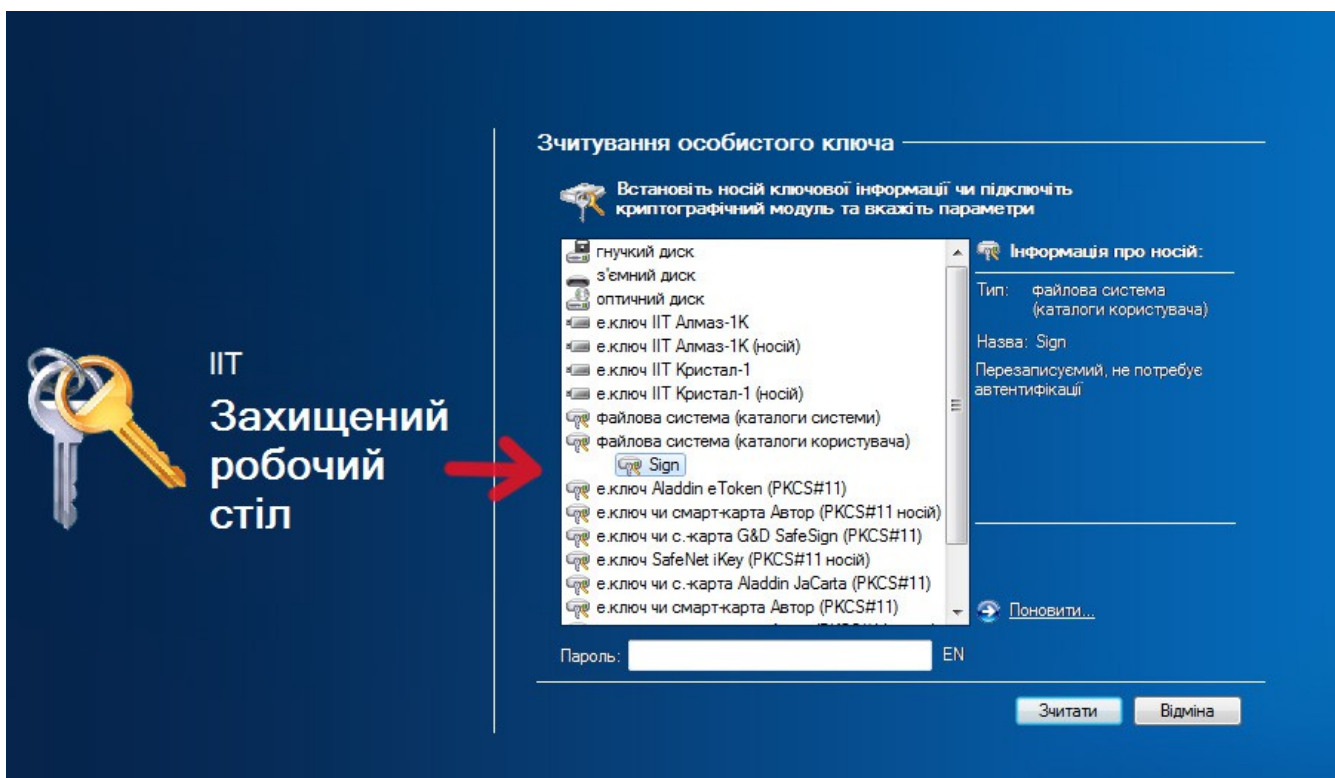 Зчитування особистого ключа
Встановіть носій ключової інформації чи підключіть
криптографічний модуль та вкажіть параметри
ІІТ
Захищений
робочий
стіл
гнучкий диск
з'ємний диск
оптичний диск
е.ключ ІІТ Алмаз-1К
е.ключ ІІТ Алмаз-1К (носій)
е.ключ ІІТ Кристал-1
е.ключ ІІТ Кристал-1 (носій)
файлова система (каталоги системи)
файлова система (каталоги користувача)
Sign
е.ключ Aladdin eToken (PKCS#11)
е.ключ чи смарт-карта Автор (PKCS#11 носій)
е.ключ чи с.-карта G&D SafeSign (PKCS#11)
е.ключ SafeNet iKey (PKCS#11 носій)
е.ключ чи с.-карта Aladdin JaCarta (PKCS#11)
е.ключ чи смарт-карта Автор (PKCS#11)
Інформація про носій:
Тип: файлова система
(каталоги користувача)
Назва: Sign
Перезаписуємий, не потребує
автентифікації
Поновити...
Пароль: EN
Зчитати Відміна